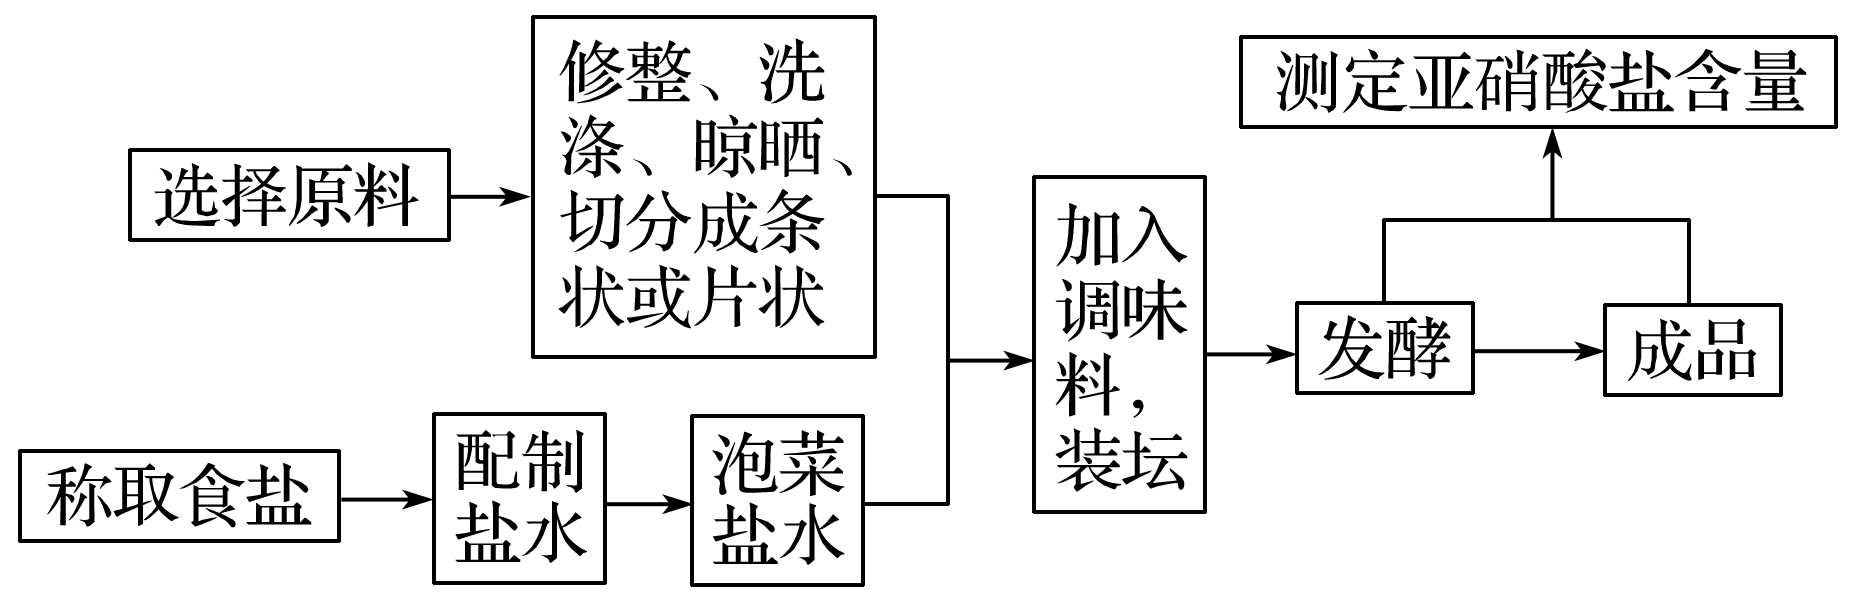 选择原料
修整、洗
涤、晾晒、
切分成条
状或片状
称取食盐
配制
盐水
泡菜
盐水
加入
调味
料，
装坛
发酵
成品
测定亚硝酸盐含量